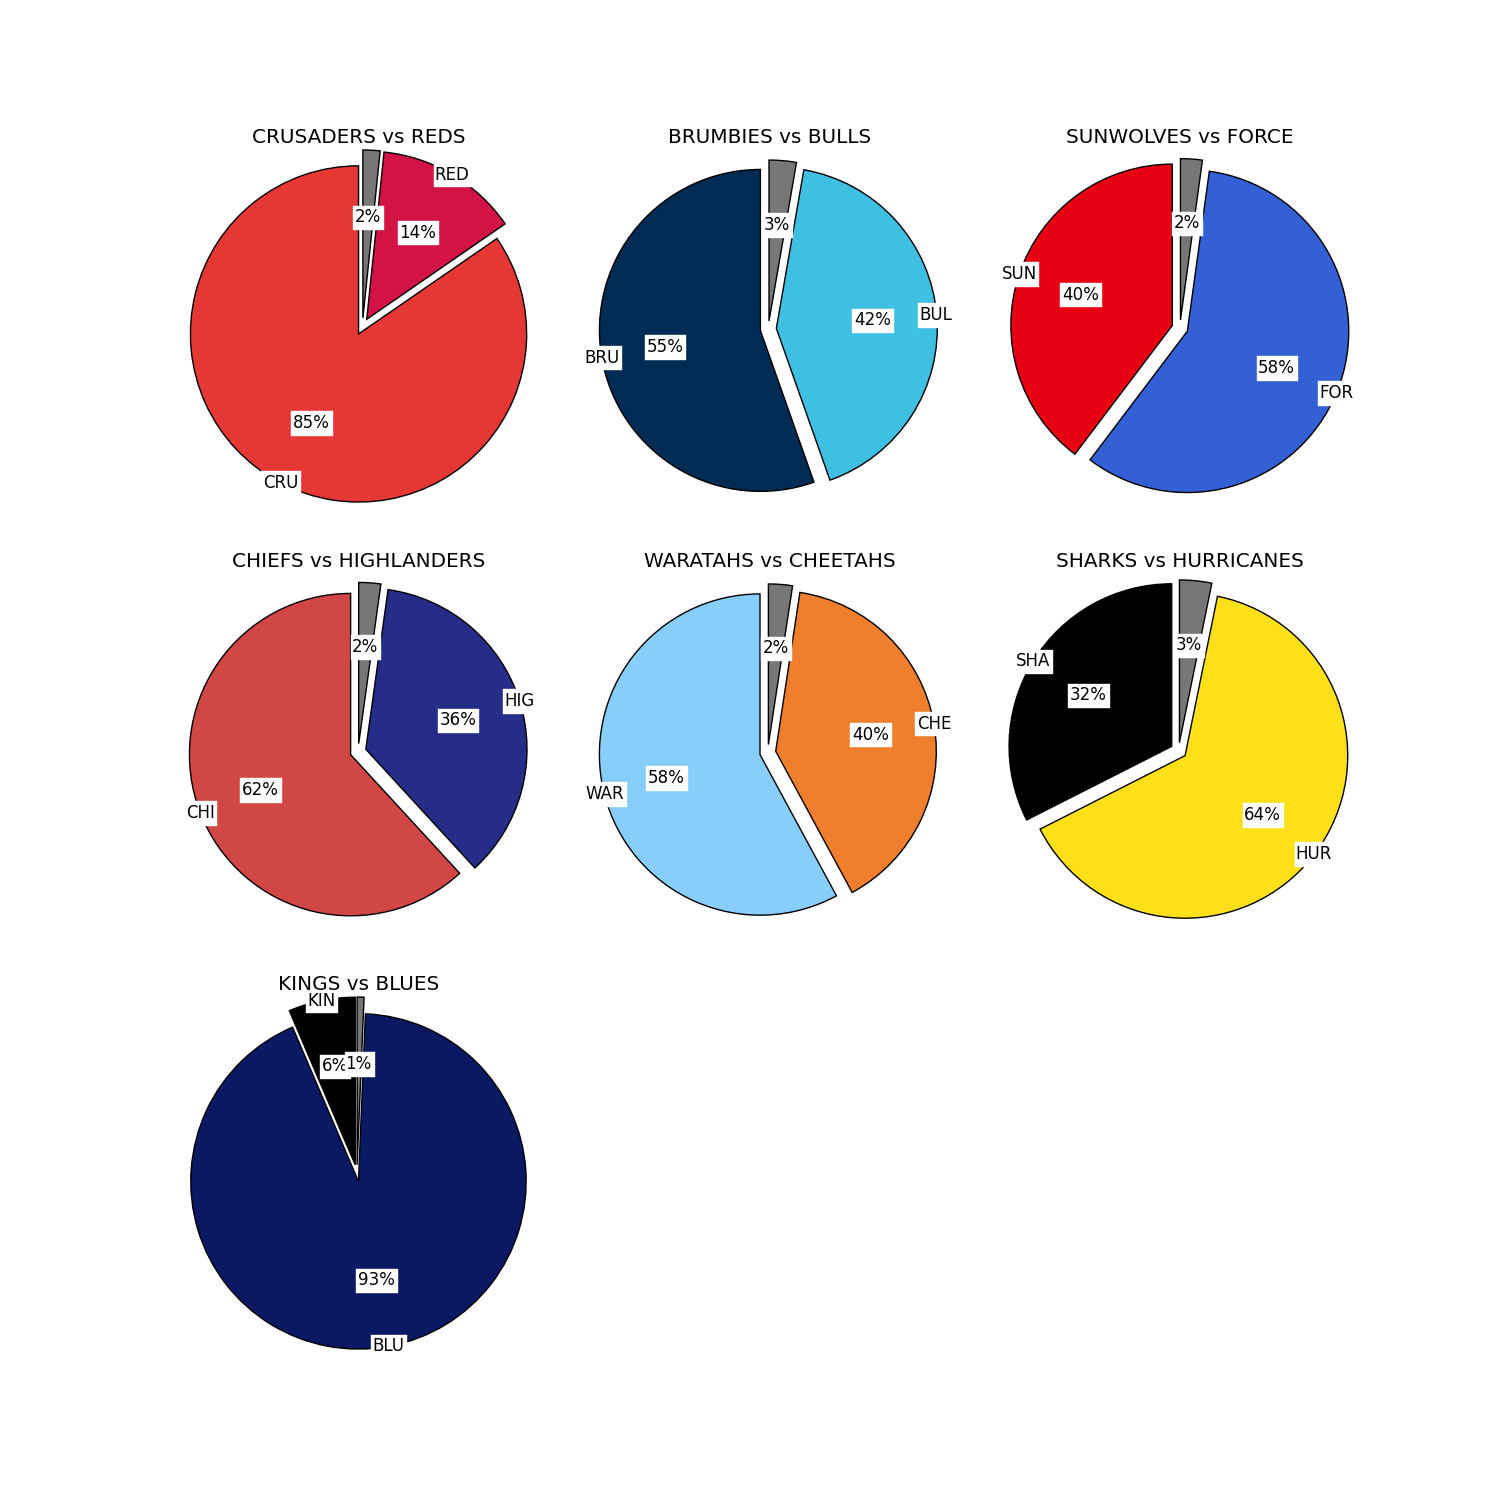 CRUSADERS vs REDS
RED
2%
14%
85%
CRU
BRUMBIES vs BULLS
3%
BUL
42%
55%
BRU
SUNWOLVES vs FORCE
2%
SUN
40%
58%
FOR
CHIEFS vs HIGHLANDERS
2%
HIG
36%
62%
CHI
WARATAHS vs CHEETAHS
2%
CHE
40%
58%
WAR
SHARKS vs HURRICANES
3%
SHA
32%
64%
HUR
KINGS vs BLUES
KIN
6%
1%
93%
BLU